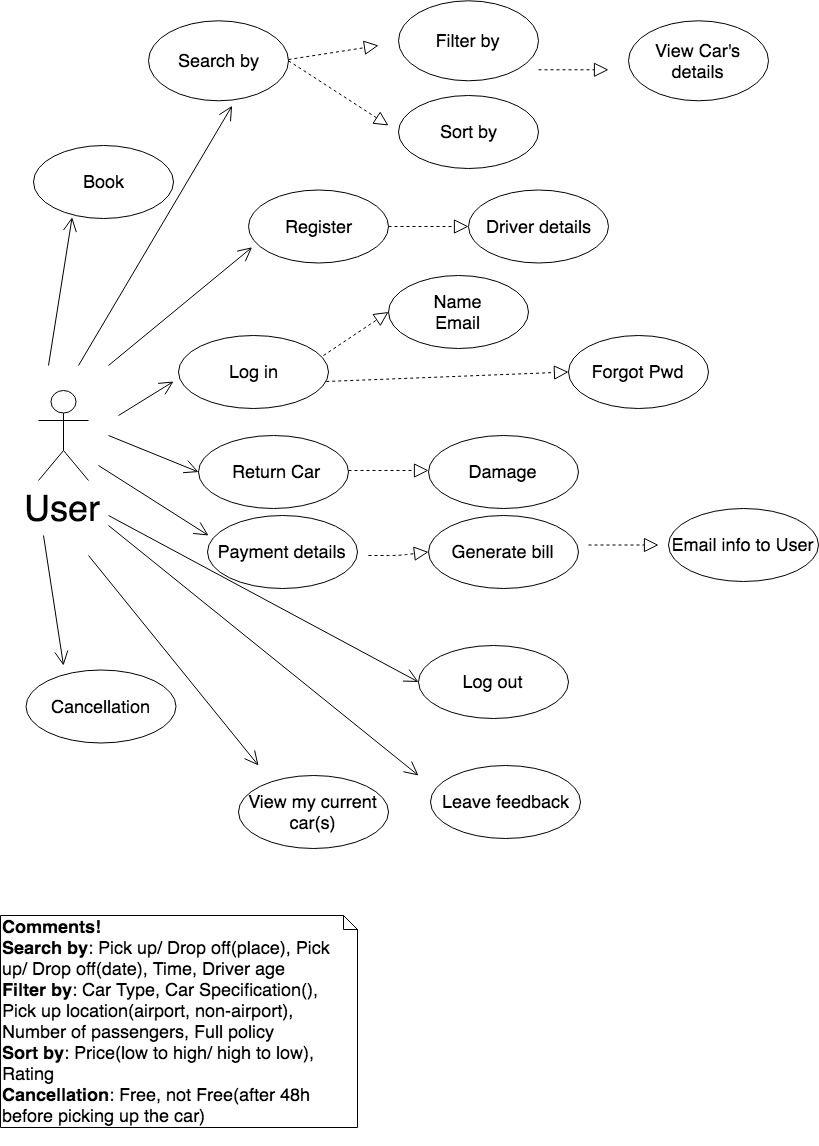 Search by
Filter by
View Car's
details
Sort by
Book
Register
Driver details
Name
Email
Log in
Forgot Pwd
Return Car
Damage
User
Payment details
Generate bill
Email info to User
Log out
Cancellation
View my current
car(s)
Leave feedback
Comments!
Search by: Pick up/ Drop off(place), Pick
up/ Drop off(date), Time, Driver age
Filter by: Car Type, Car Specification(),
Pick up location(airport, non-airport),
Number of passengers, Full policy
Sort by: Price(low to high/ high to low),
Rating
Cancellation: Free, not Free(after 48h
before picking up the car)